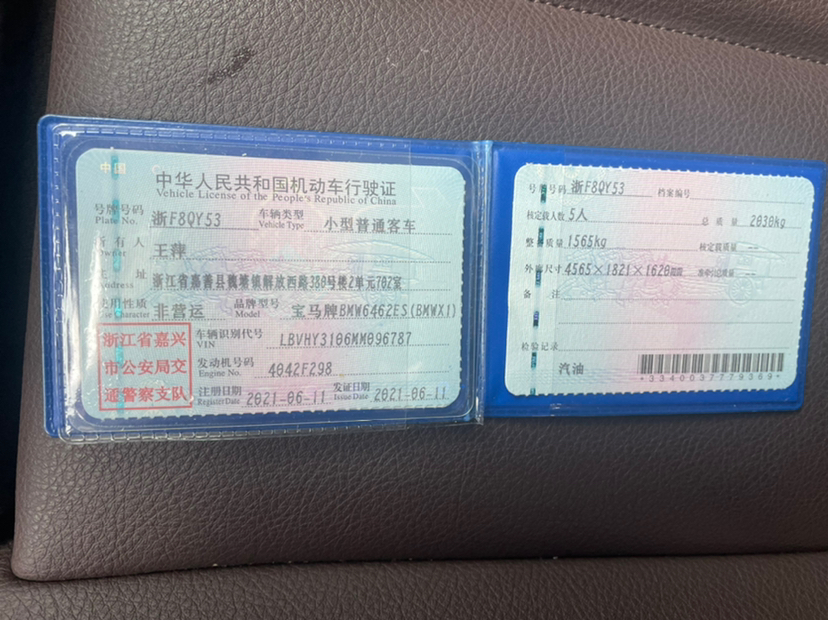 中国
中华人民共和国机动车行驶证
Vehicle License of the People's Republic of China
号牌号码 浙F8QY53 车辆类型 小型普通客车
Plate No. Vehicle Type
所有人 王萍
Owner
住址 浙江省嘉善县魏塘镇解放西路380号楼2单元702室
Address
使用性质 非营运 品牌型号 宝马牌BMW6462ES(BMWX1)
Use Character Model
浙江省嘉兴
市公安局交
通警察支队
车辆识别代号 LBVHY3106MM096787
VIN
发动机号码 4042F298
Engine No.
注册日期 2021-06-11 发证日期 2021-06-11
Register Date Issue Date
号牌号码 浙F8QY53 档案编号
核定载人数 5人 总质量 2030kg
整备质量 1565kg 核定载质量 --
外廓尺寸 4565×1821×1620mm 准牵引总质量 --
备注
检验记录
汽油
*3340037779369*